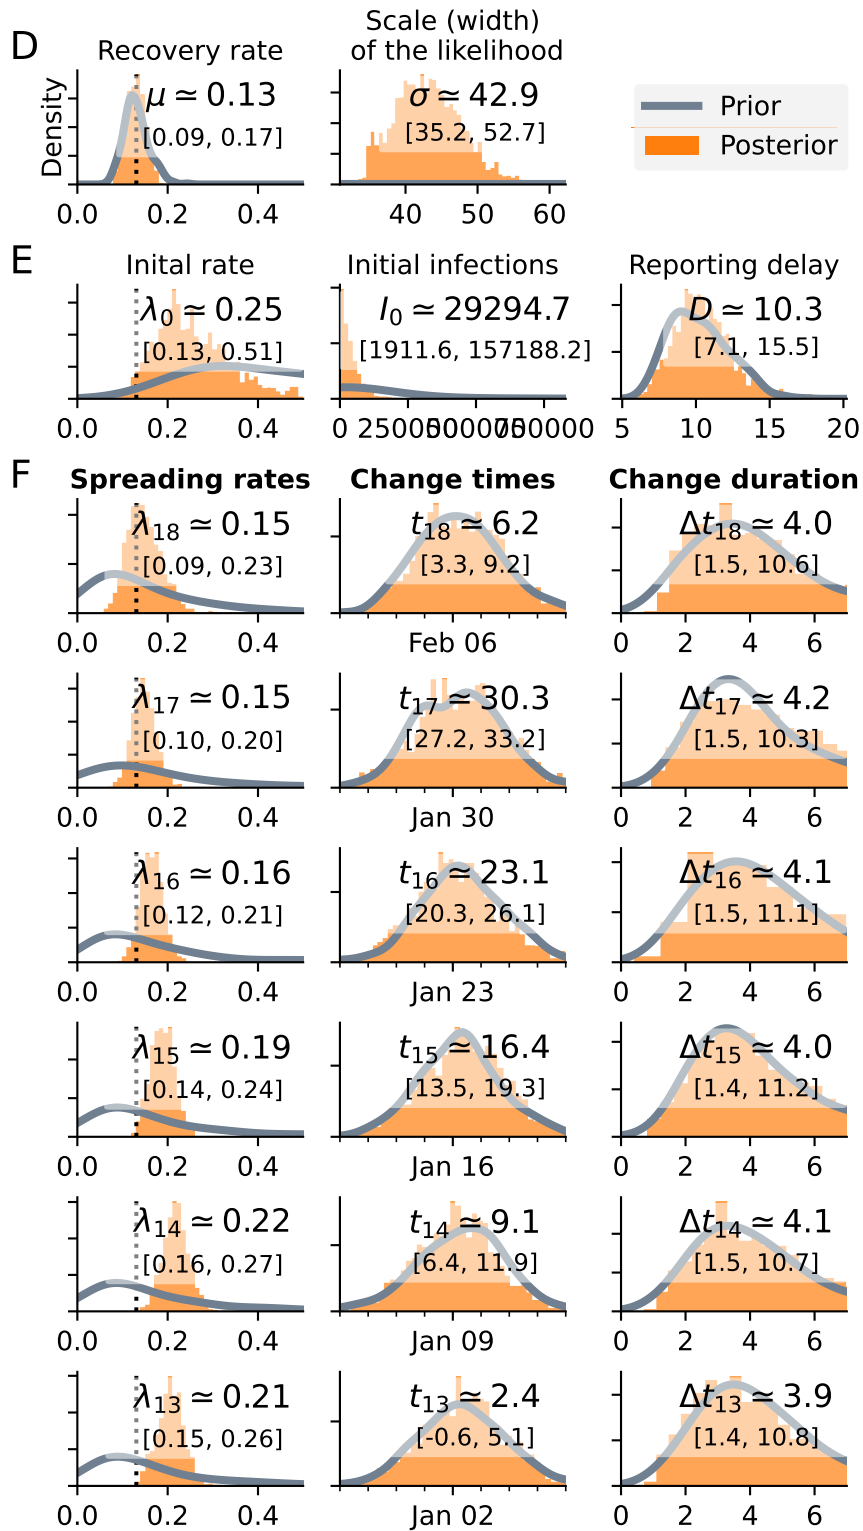 D
Recovery rate
Scale (width)
of the likelihood
Density
μ ≃ 0.13
[0.09, 0.17]
0.0 0.2 0.4
σ ≃ 42.9
[35.2, 52.7]
40 50 60
Prior
Posterior
E
Inital rate
Initial infections
Reporting delay
λ0 ≃ 0.25
[0.13, 0.51]
0.0 0.2 0.4
I0 ≃ 29294.7
[1911.6, 157188.2]
0 250000 500000 750000
D ≃ 10.3
[7.1, 15.5]
5 10 15 20
F
Spreading rates
Change times
Change duration
λ18 ≃ 0.15
[0.09, 0.23]
0.0 0.2 0.4
t18 ≃ 6.2
[3.3, 9.2]
Feb 06
Δt18 ≃ 4.0
[1.5, 10.6]
0 2 4 6
λ17 ≃ 0.15
[0.10, 0.20]
0.0 0.2 0.4
t17 ≃ 30.3
[27.2, 33.2]
Jan 30
Δt17 ≃ 4.2
[1.5, 10.3]
0 2 4 6
λ16 ≃ 0.16
[0.12, 0.21]
0.0 0.2 0.4
t16 ≃ 23.1
[20.3, 26.1]
Jan 23
Δt16 ≃ 4.1
[1.5, 11.1]
0 2 4 6
λ15 ≃ 0.19
[0.14, 0.24]
0.0 0.2 0.4
t15 ≃ 16.4
[13.5, 19.3]
Jan 16
Δt15 ≃ 4.0
[1.4, 11.2]
0 2 4 6
λ14 ≃ 0.22
[0.16, 0.27]
0.0 0.2 0.4
t14 ≃ 9.1
[6.4, 11.9]
Jan 09
Δt14 ≃ 4.1
[1.5, 10.7]
0 2 4 6
λ13 ≃ 0.21
[0.15, 0.26]
0.0 0.2 0.4
t13 ≃ 2.4
[-0.6, 5.1]
Jan 02
Δt13 ≃ 3.9
[1.4, 10.8]
0 2 4 6